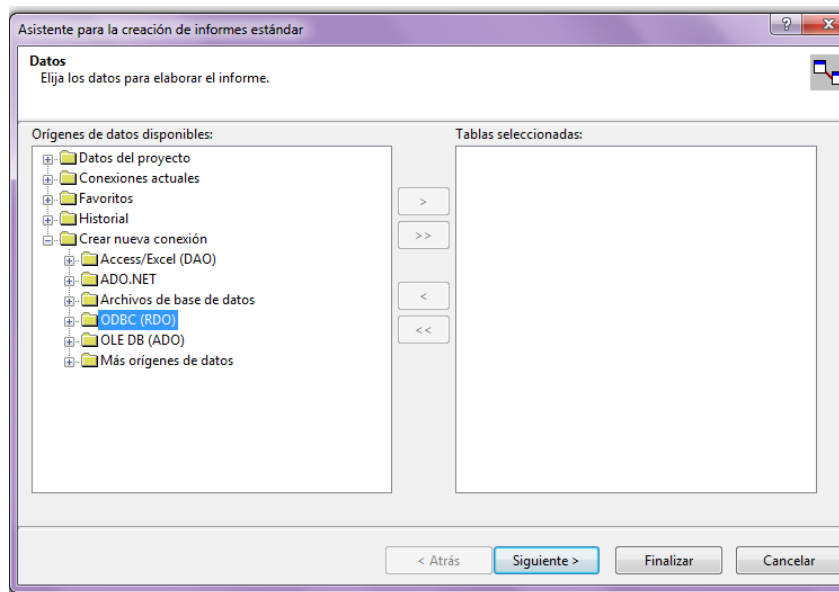 Asistente para la creación de informes estándar
Datos
Elija los datos para elaborar el informe.
Orígenes de datos disponibles:
Tablas seleccionadas:
Datos del proyecto
Conexiones actuales
Favoritos
Historial
Crear nueva conexión
Access/Excel (DAO)
ADO.NET
Archivos de base de datos
ODBC (RDO)
OLE DB (ADO)
Más orígenes de datos
>
>>
<
<<
< Atrás
Siguiente >
Finalizar
Cancelar